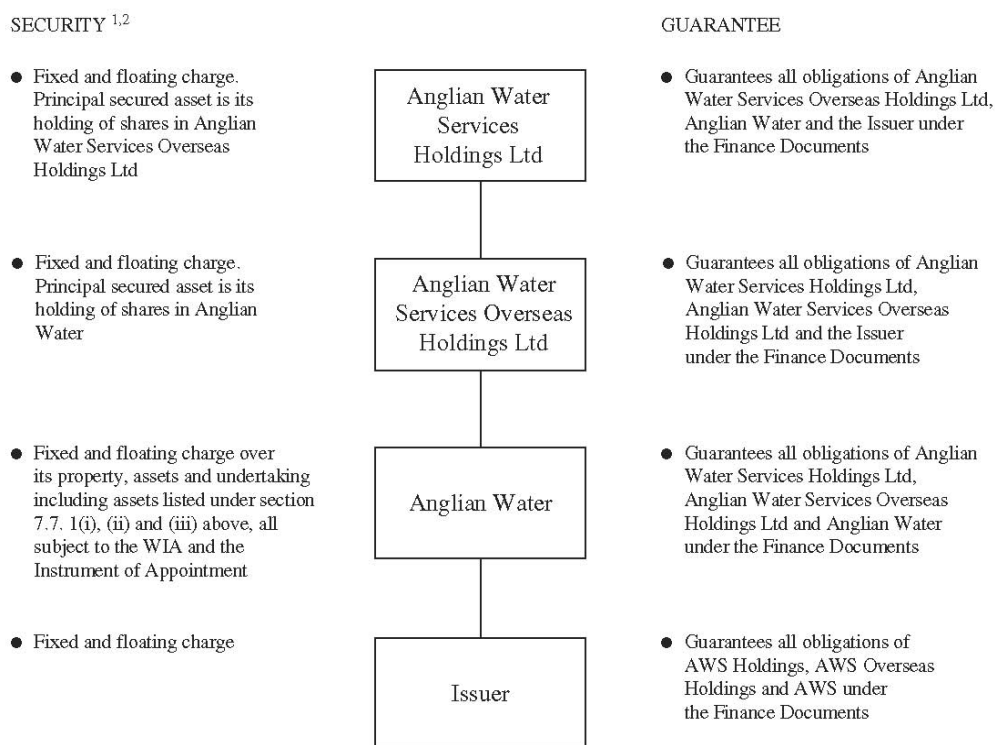 SECURITY 1,2
GUARANTEE
● Fixed and floating charge.
Principal secured asset is its
holding of shares in Anglian
Water Services Overseas
Holdings Ltd
Anglian Water
Services
Holdings Ltd
● Guarantees all obligations of Anglian
Water Services Overseas Holdings Ltd,
Anglian Water and the Issuer under
the Finance Documents
● Fixed and floating charge.
Principal secured asset is its
holding of shares in Anglian
Water
Anglian Water
Services Overseas
Holdings Ltd
● Guarantees all obligations of Anglian
Water Services Holdings Ltd,
Anglian Water Services Overseas
Holdings Ltd and the Issuer
under the Finance Documents
● Fixed and floating charge over
its property, assets and undertaking
including assets listed under section
7.7. 1(i), (ii) and (iii) above, all
subject to the WIA and the
Instrument of Appointment
Anglian Water
● Guarantees all obligations of Anglian
Water Services Holdings Ltd,
Anglian Water Services Overseas
Holdings Ltd and Anglian Water
under the Finance Documents
● Fixed and floating charge
Issuer
● Guarantees all obligations of
AWS Holdings, AWS Overseas
Holdings and AWS under
the Finance Documents